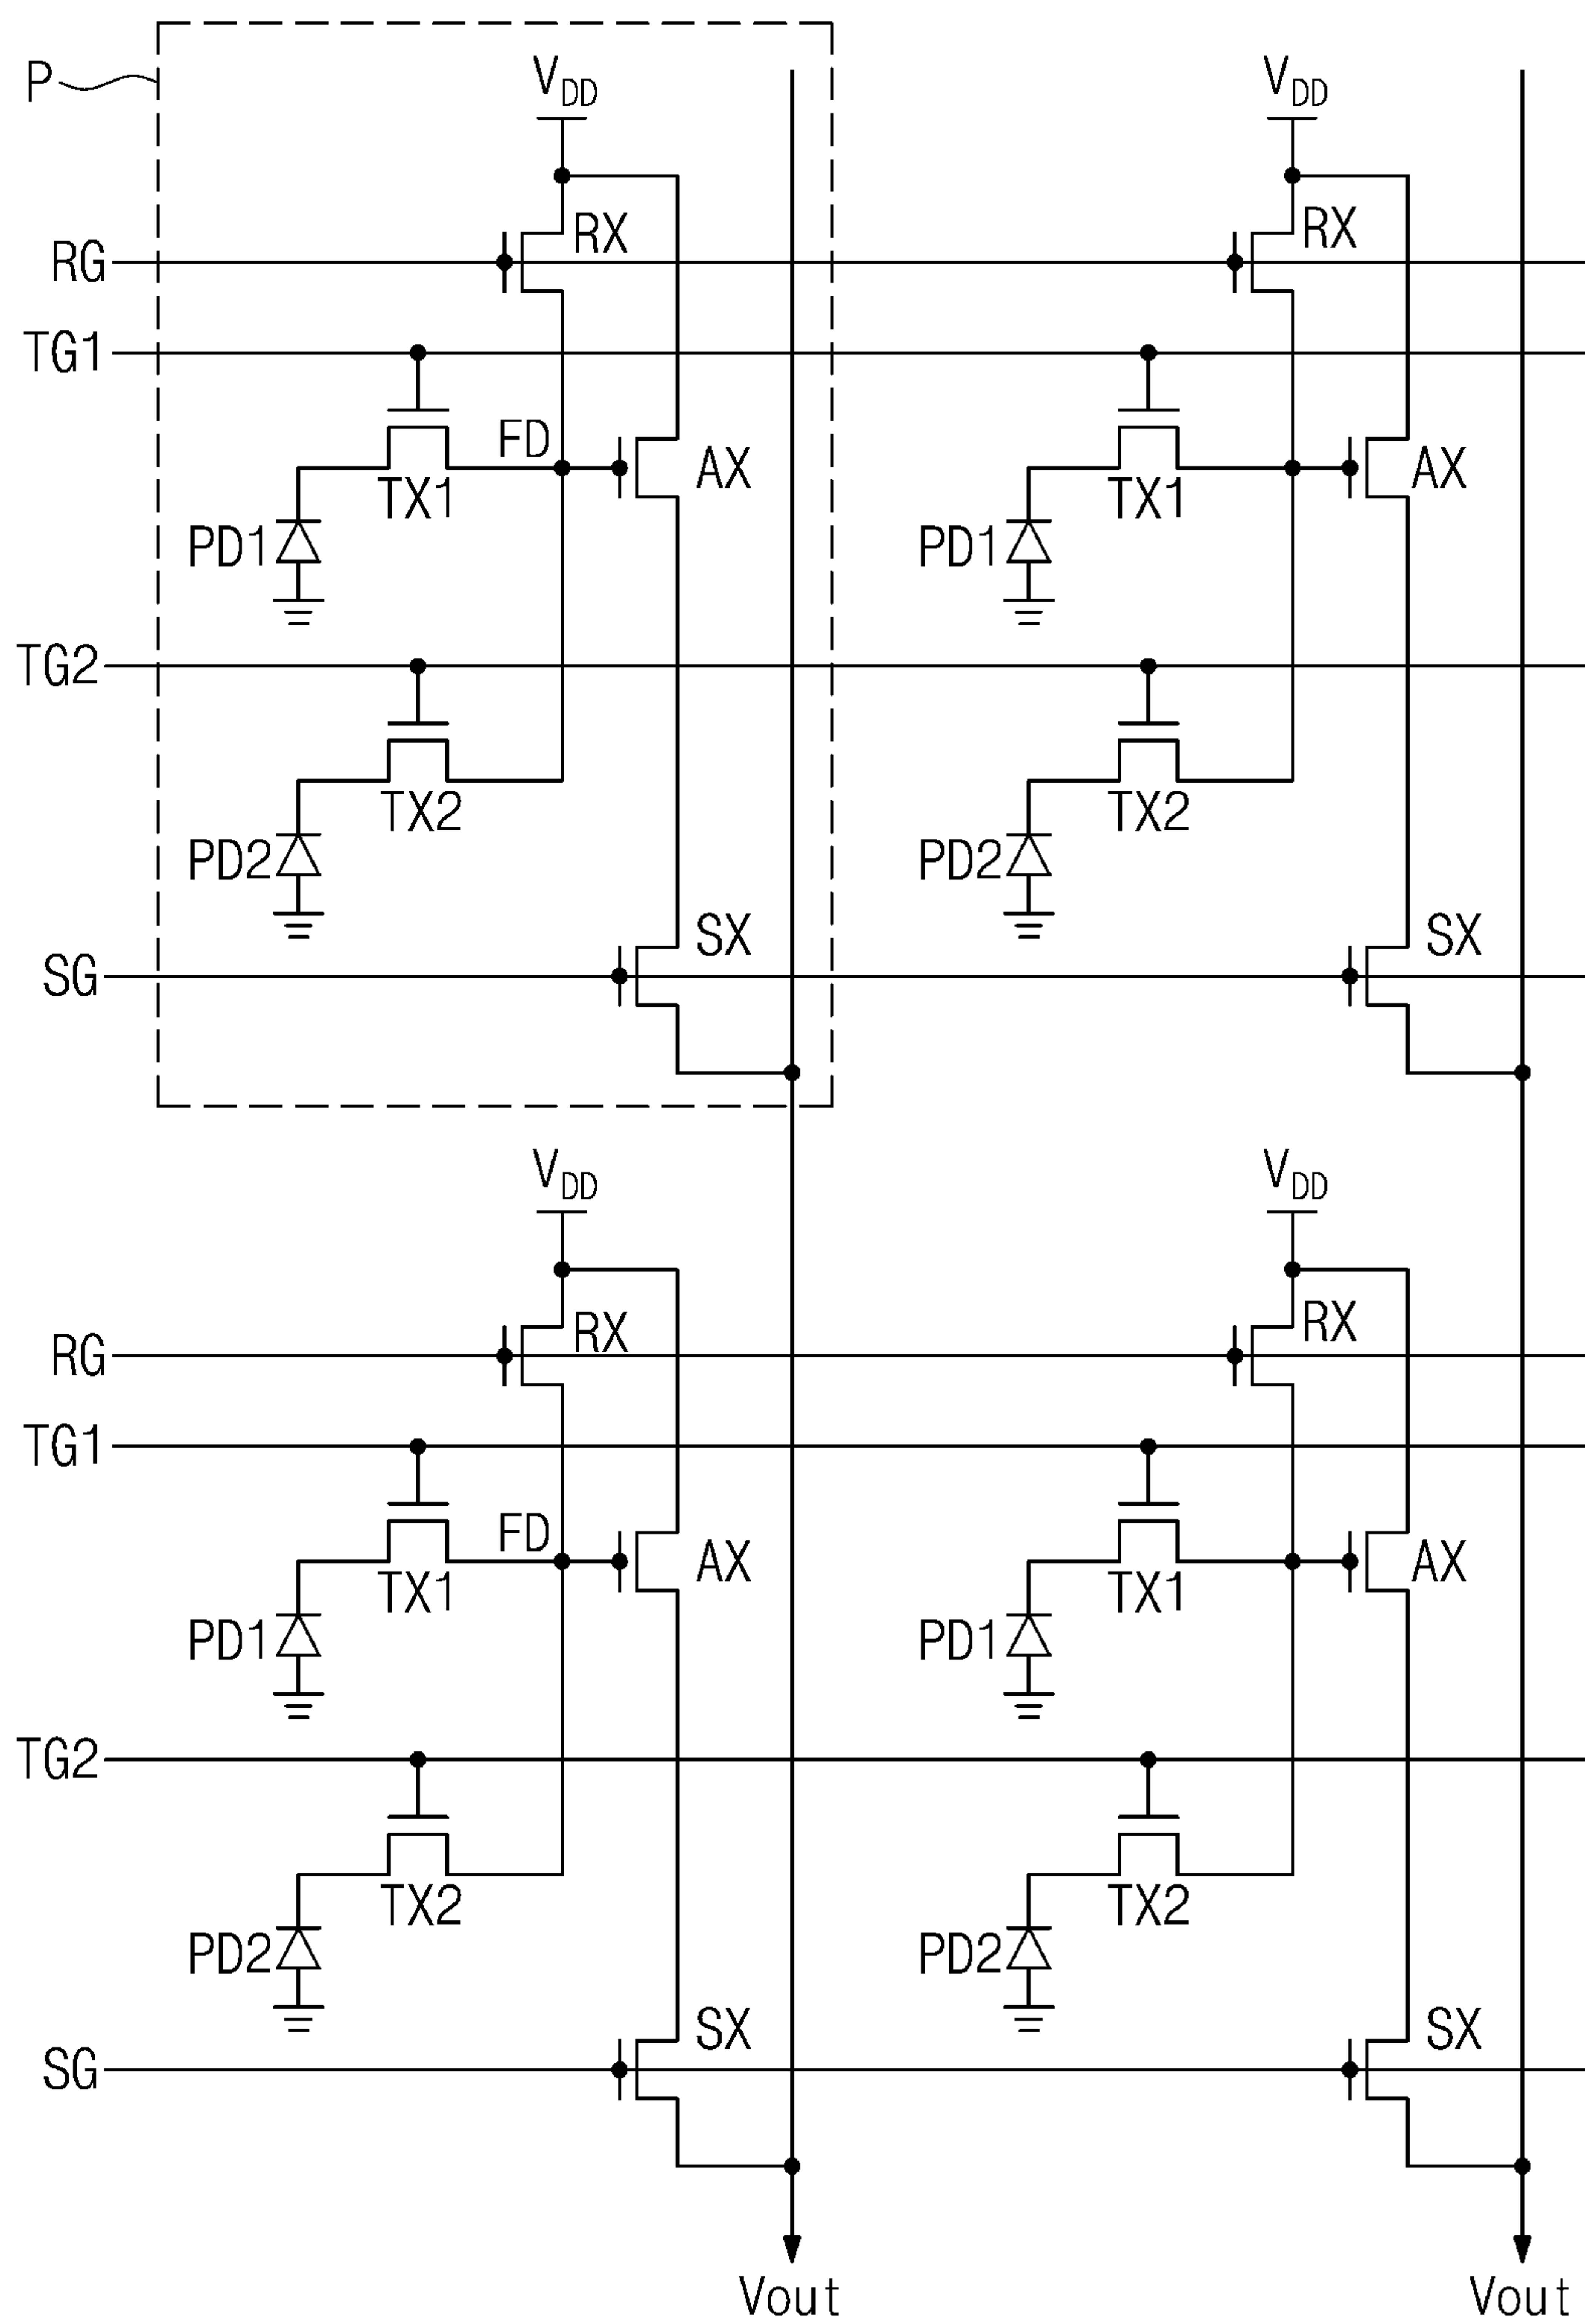 P
VDD VDD
RX RX
RG
TG1
FD
AX AX
TX1 TX1
PD1 PD1
TG2
TX2 TX2
PD2 PD2
SX SX
SG
VDD VDD
RX RX
RG
TG1
FD
AX AX
TX1 TX1
PD1 PD1
TG2
TX2 TX2
PD2 PD2
SX SX
SG
Vout Vout